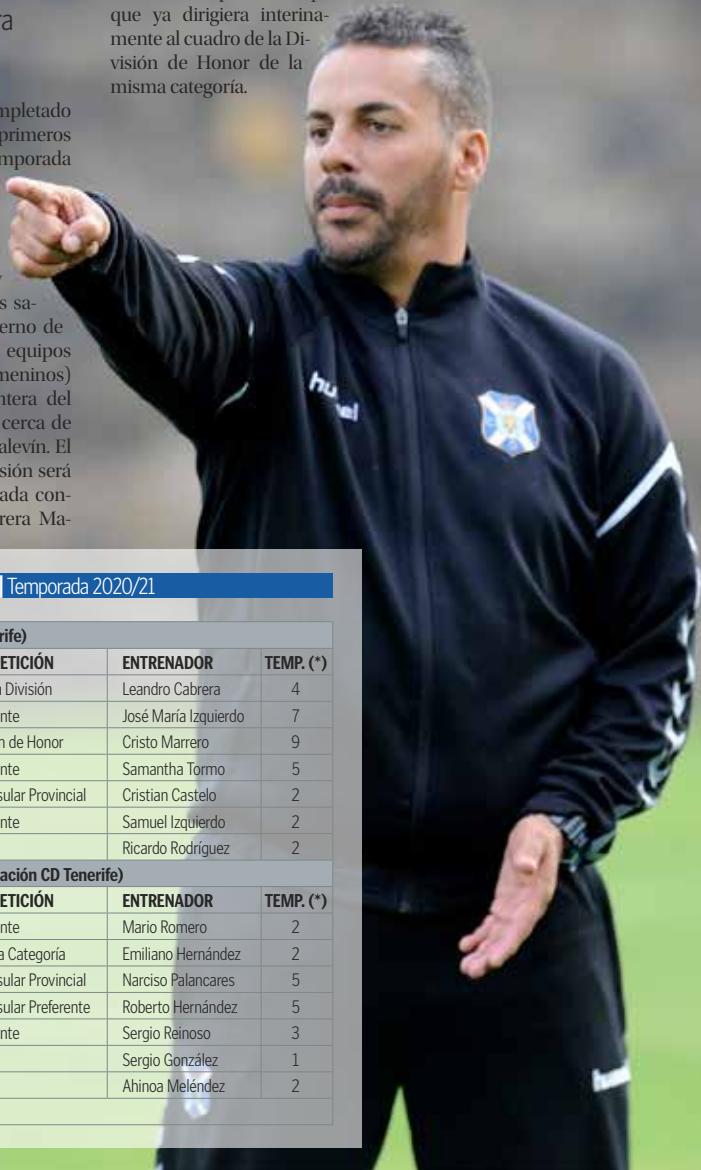 ra
que ya dirigiera interina-
mente al cuadro de la Di-
visión de Honor de la
misma categoría.
mpletado
primeros
mporada
s sa-
erno de
equipos
meninos)
ntera del
cerca de
alevín. El
sión será
ada con-
rera Ma-
Temporada 2020/21
rife)
ETICIÓN ENTRENADOR TEMP. (*)
a División Leandro Cabrera 4
nte José María Izquierdo 7
n de Honor Cristo Marrero 9
nte Samantha Tormo 5
sular Provincial Cristian Castelo 2
nte Samuel Izquierdo 2
Ricardo Rodríguez 2
ación CD Tenerife)
ETICIÓN ENTRENADOR TEMP. (*)
nte Mario Romero 2
a Categoría Emiliano Hernández 2
sular Provincial Narciso Palancares 5
sular Preferente Roberto Hernández 5
nte Sergio Reinoso 3
Sergio González 1
Ahinoa Meléndez 2
hu
el
hu